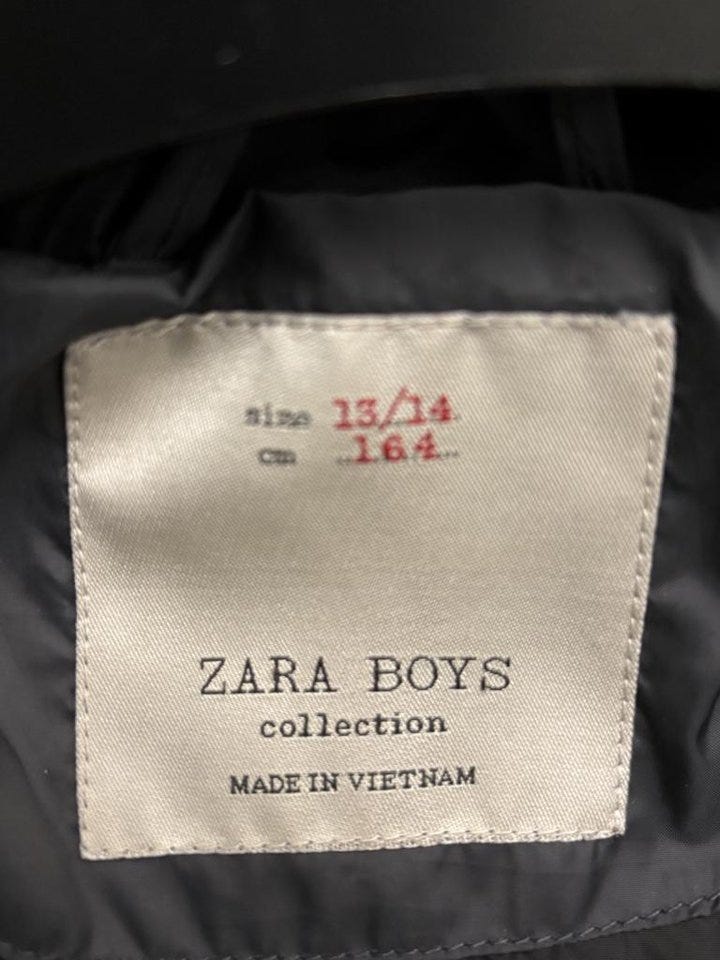 size 13/14
cm 164
ZARA BOYS
collection
MADE IN VIETNAM